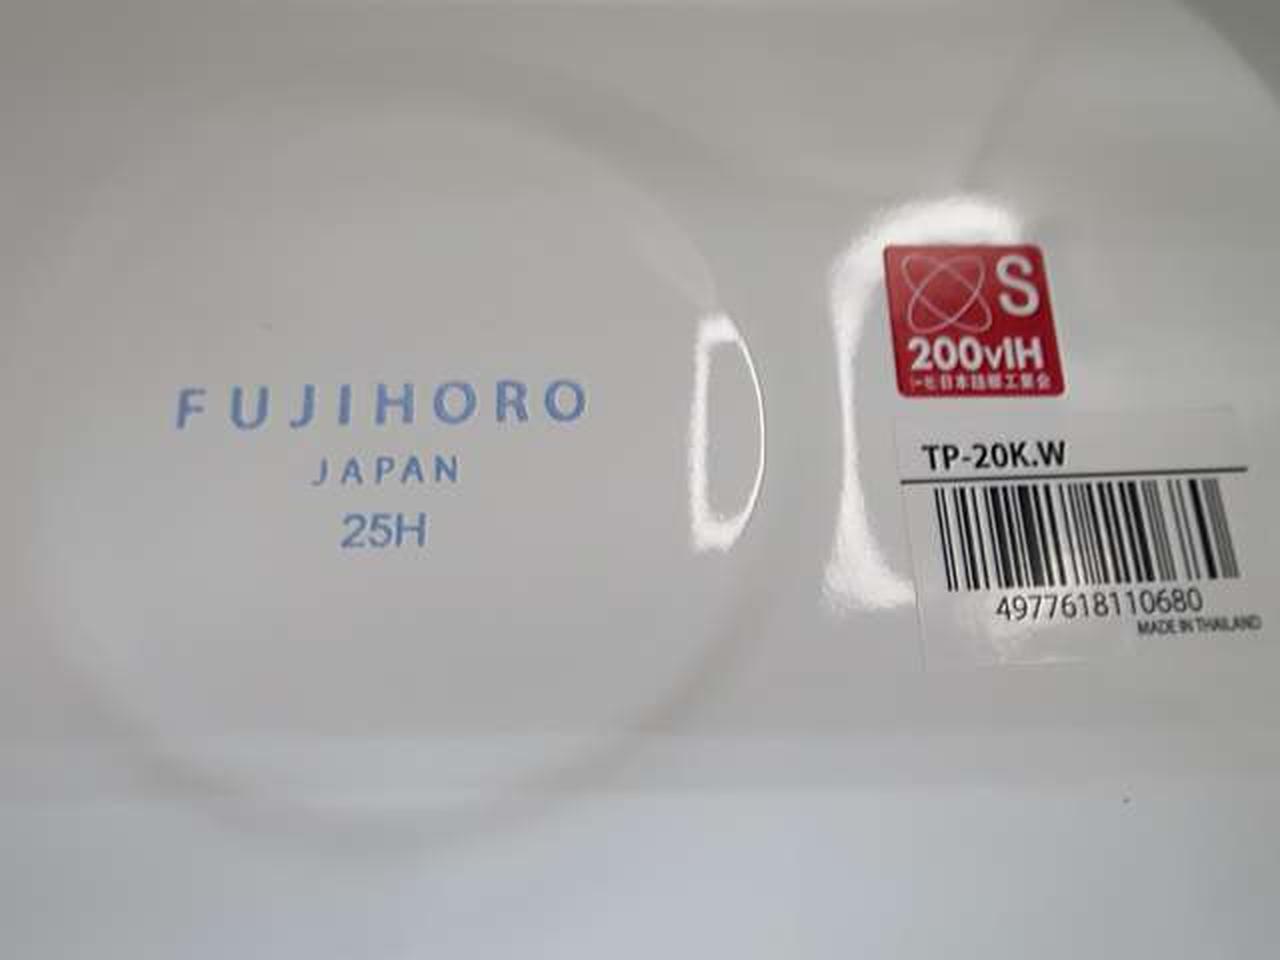 FUJIHORO
JAPAN
25H
S
200vIH
TP-20K.W
4977618110680
MADE IN THAILAND